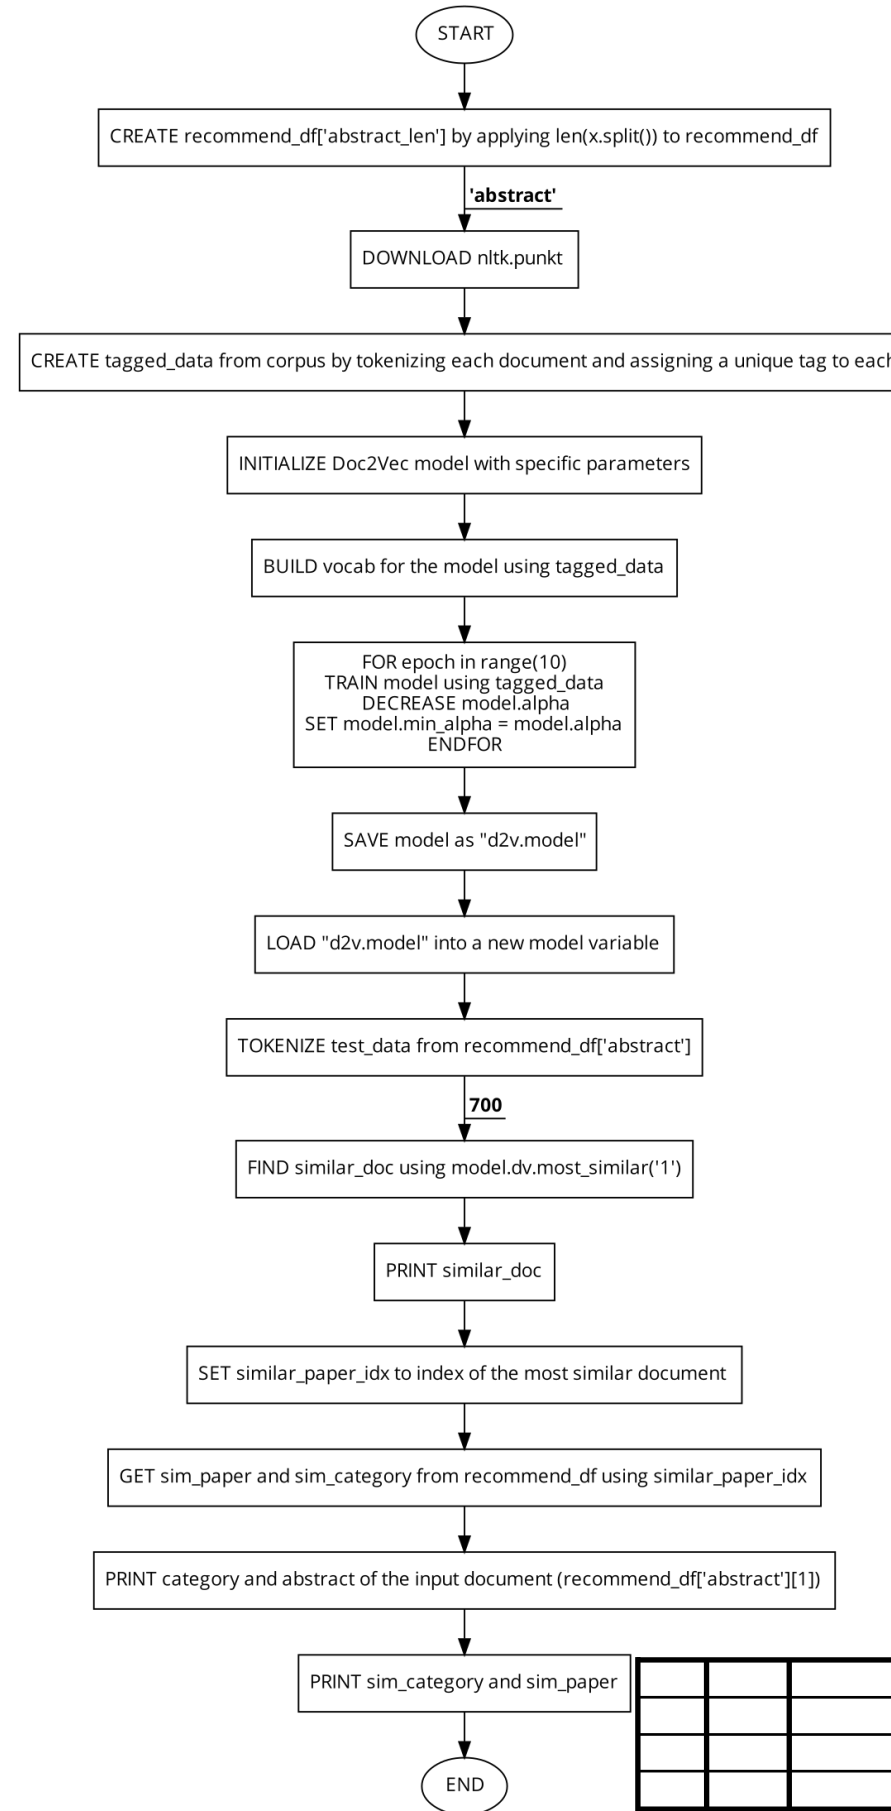 START
CREATE recommend_df['abstract_len'] by applying len(x.split()) to recommend_df
'abstract'
DOWNLOAD nltk.punkt
CREATE tagged_data from corpus by tokenizing each document and assigning a unique tag to each
INITIALIZE Doc2Vec model with specific parameters
BUILD vocab for the model using tagged_data
FOR epoch in range(10)
TRAIN model using tagged_data
DECREASE model.alpha
SET model.min_alpha = model.alpha
ENDFOR
SAVE model as "d2v.model"
LOAD "d2v.model" into a new model variable
TOKENIZE test_data from recommend_df['abstract']
700
FIND similar_doc using model.dv.most_similar('1')
PRINT similar_doc
SET similar_paper_idx to index of the most similar document
GET sim_paper and sim_category from recommend_df using similar_paper_idx
PRINT category and abstract of the input document (recommend_df['abstract'][1])
PRINT sim_category and sim_paper
END